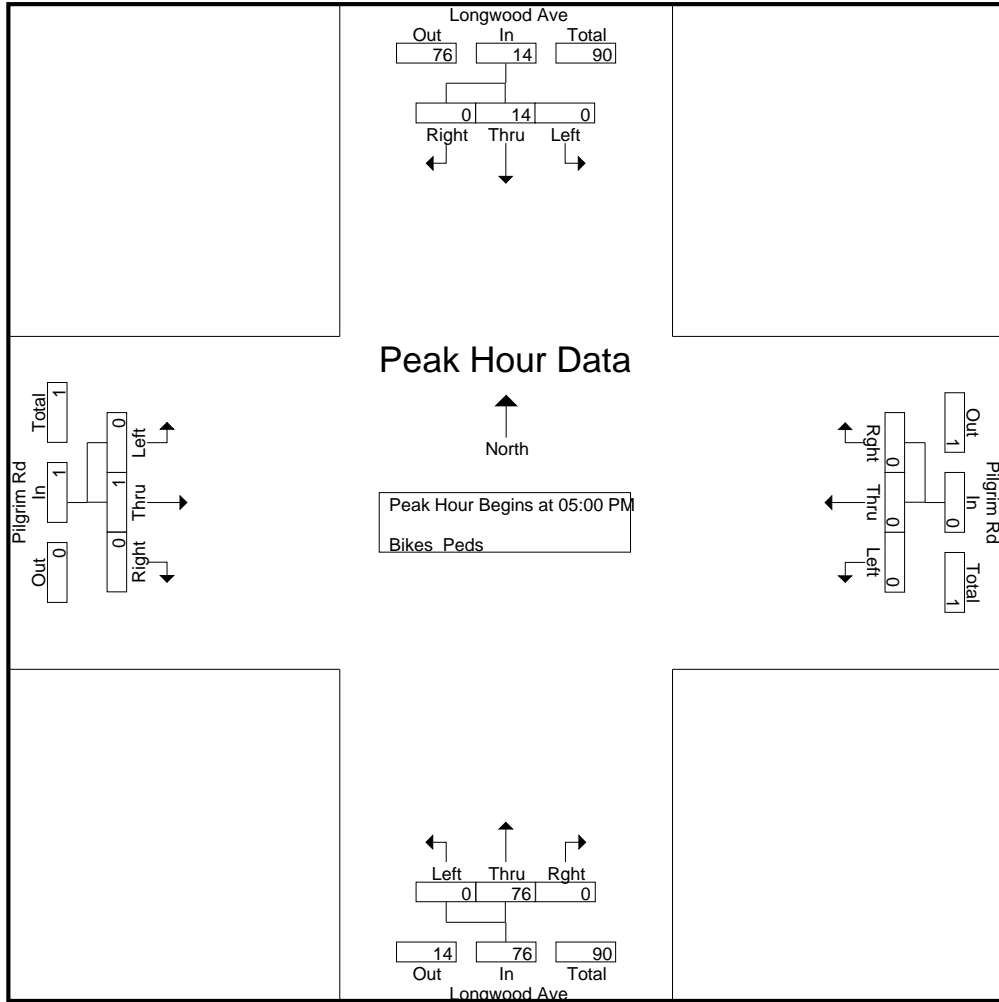 Longwood Ave
Out In Total
76 14 90
0 14 0
Right Thru Left
Peak Hour Data
North
Peak Hour Begins at 05:00 PM
Bikes Peds
Pilgrim Rd
Out In Total
0 1 1
0 1 0
Left Thru Right
Pilgrim Rd
Out In Total
1 0 1
0 0 0
Rght Thru Left
Left Thru Rght
0 76 0
14 76 90
Out In Total
Longwood Ave